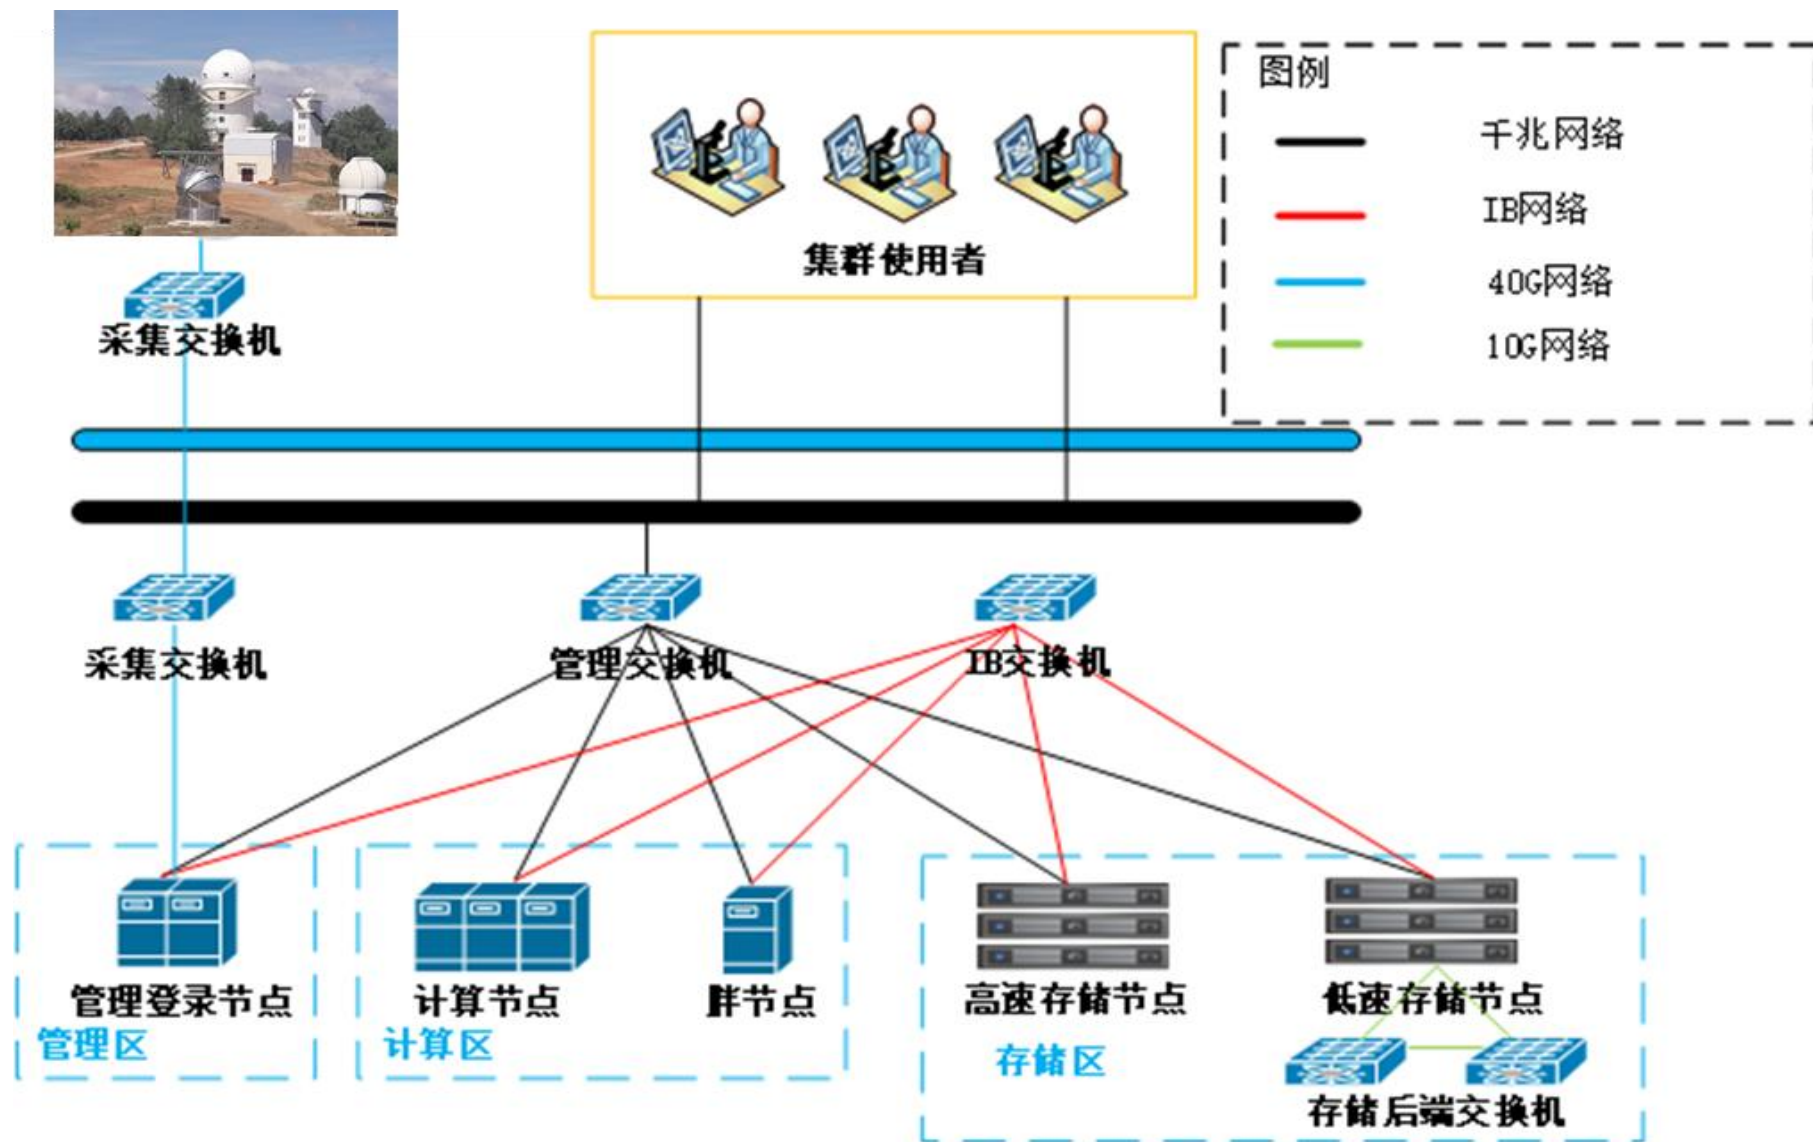 集群使用者
图例
千兆网络
IB网络
40G网络
10G网络
采集交换机
采集交换机
管理交换机
IB交换机
管理登录节点
计算节点
胖节点
高速存储节点
低速存储节点
管理区
计算区
存储区
存储后端交换机